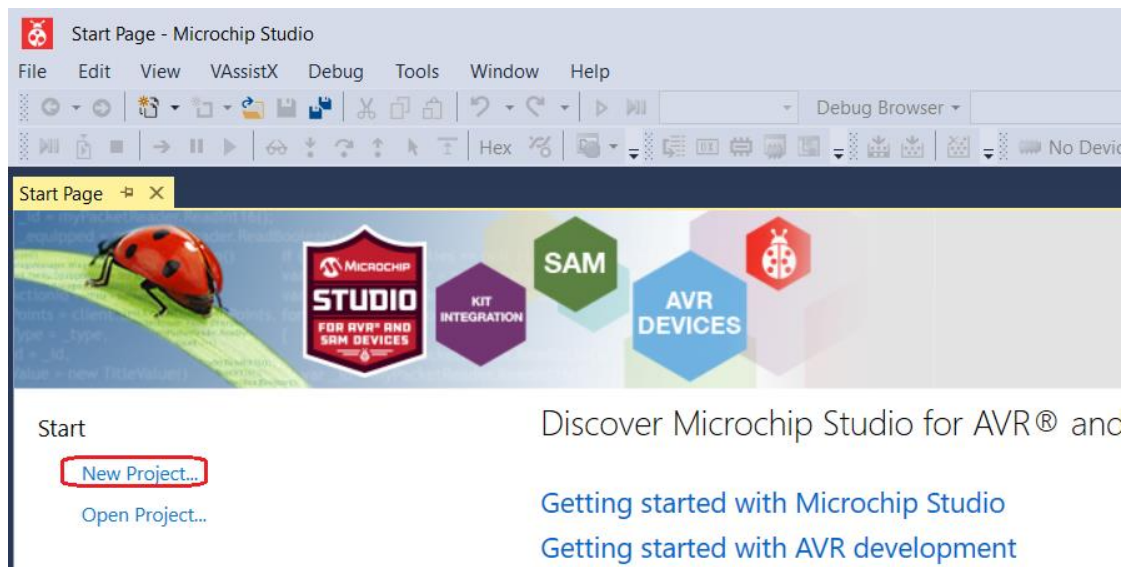 Start Page - Microchip Studio
File Edit View VAssistX Debug Tools Window Help
Debug Browser
Hex No Devic
Start Page
MICROCHIP
STUDIO
FOR AVR® AND
SAM DEVICES
KIT
INTEGRATION
SAM
AVR
DEVICES
Start
New Project...
Open Project...
Discover Microchip Studio for AVR® and
Getting started with Microchip Studio
Getting started with AVR development